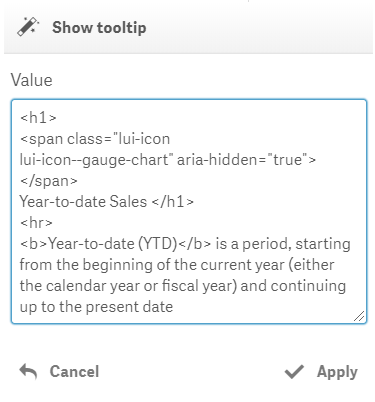 Show tooltip
Value
<h1>
<span class="lui-icon
lui-icon--gauge-chart" aria-hidden="true">
</span>
Year-to-date Sales </h1>
<hr>
<b>Year-to-date (YTD)</b> is a period, starting
from the beginning of the current year (either
the calendar year or fiscal year) and continuing
up to the present date
Cancel
Apply